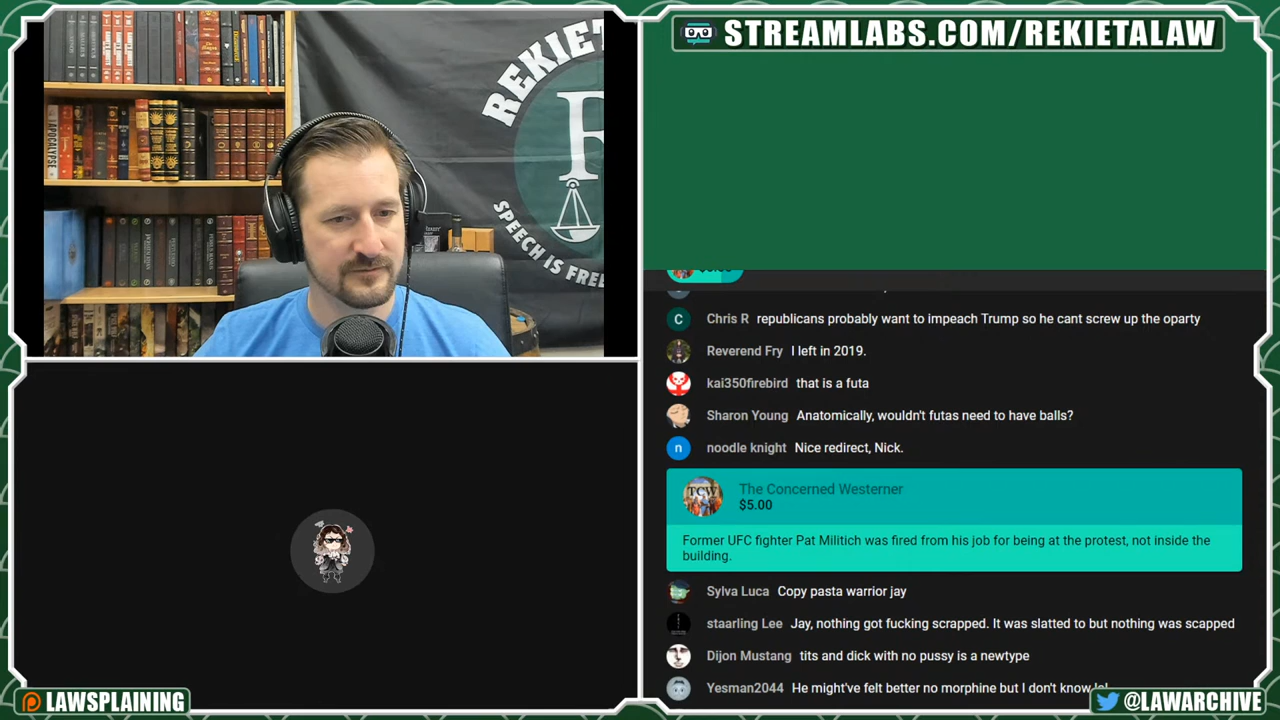 STREAMLABS.COM/REKIETALAW
REKIET
SPEECH IS FREE
APOCALYPSE
Chris R republicans probably want to impeach Trump so he cant screw up the oparty
Reverend Fry I left in 2019.
kai350firebird that is a futa
Sharon Young Anatomically, wouldn't futas need to have balls?
n noodle knight Nice redirect, Nick.
TCW The Concerned Westerner
$5.00
Former UFC fighter Pat Militich was fired from his job for being at the protest, not inside the
building.
Sylva Luca Copy pasta warrior jay
staarling Lee Jay, nothing got fucking scrapped. It was slatted to but nothing was scapped
Dijon Mustang tits and dick with no pussy is a newtype
Yesman2044 He might've felt better no morphine but I don't know lol
LAWSPLAINING
@LAWARCHIVE